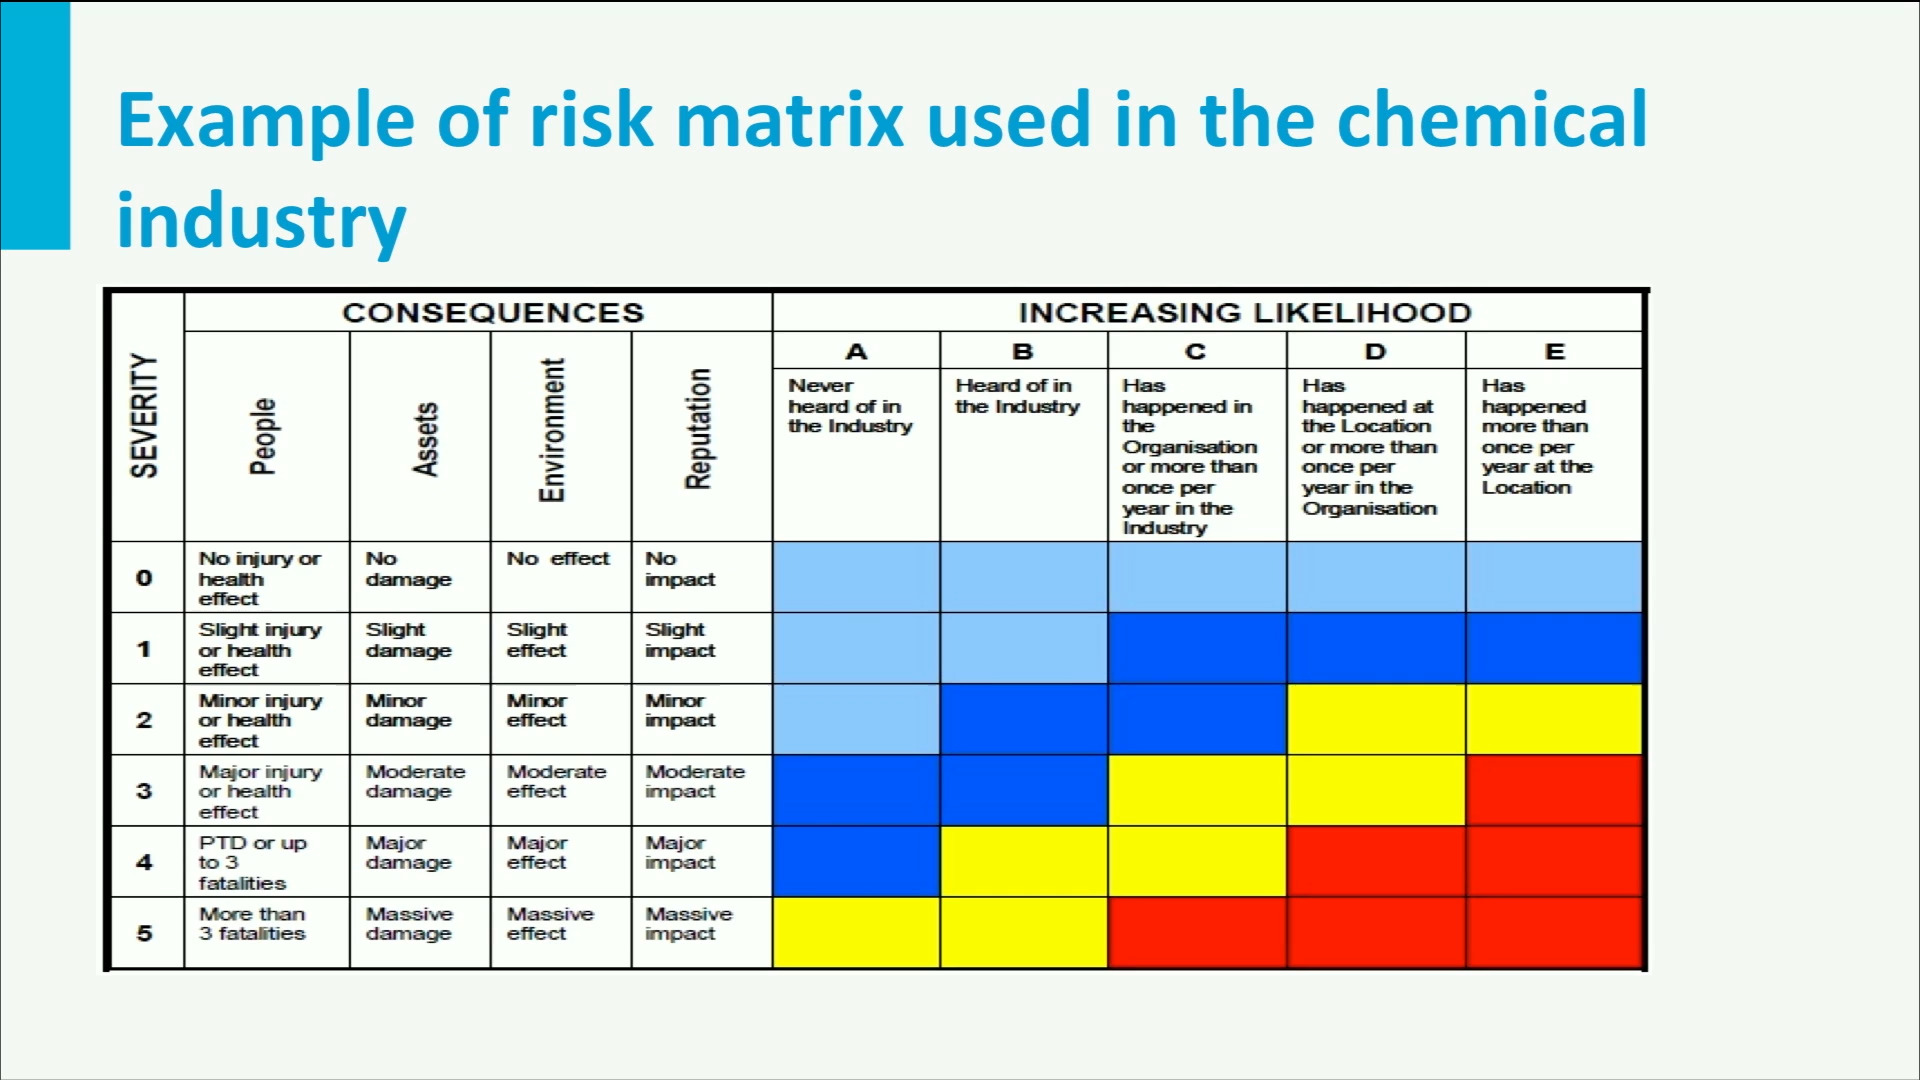 Example of risk matrix used in the chemical
industry
SEVERITY
CONSEQUENCES
INCREASING LIKELIHOOD
People
Assets
Environment
Reputation
A
B
C
D
E
Never
heard of in
the Industry
Heard of in
the Industry
Has
happened in
the
Organisation
or more than
once per
year in the
Industry
Has
happened at
the Location
or more than
once per
year in the
Organisation
Has
happened
more than
once per
year at the
Location
0
No injury or
health
effect
No
damage
No effect
No
impact
1
Slight injury
or health
effect
Slight
damage
Slight
effect
Slight
impact
2
Minor injury
or health
effect
Minor
damage
Minor
effect
Minor
impact
3
Major injury
or health
effect
Moderate
damage
Moderate
effect
Moderate
impact
4
PTD or up
to 3
fatalities
Major
damage
Major
effect
Major
impact
5
More than
3 fatalities
Massive
damage
Massive
effect
Massive
impact